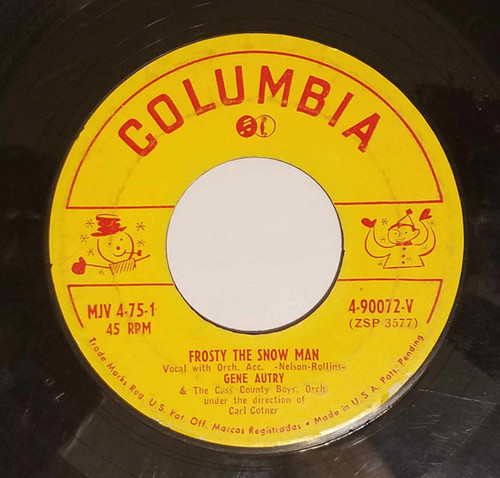 COLUMBIA
MJV 4-75-1
45 RPM
4-90072-V
(ZSP 3577)
FROSTY THE SNOW MAN
Vocal with Orch. Acc. -Nelson-Rollins-
GENE AUTRY
& The Cass County Boys, Orch.
under the direction of
Carl Cotner
Trade Marks Reg. U.S. Pat. Off. Marcas Registradas • Made in U.S.A. Pats. Pending